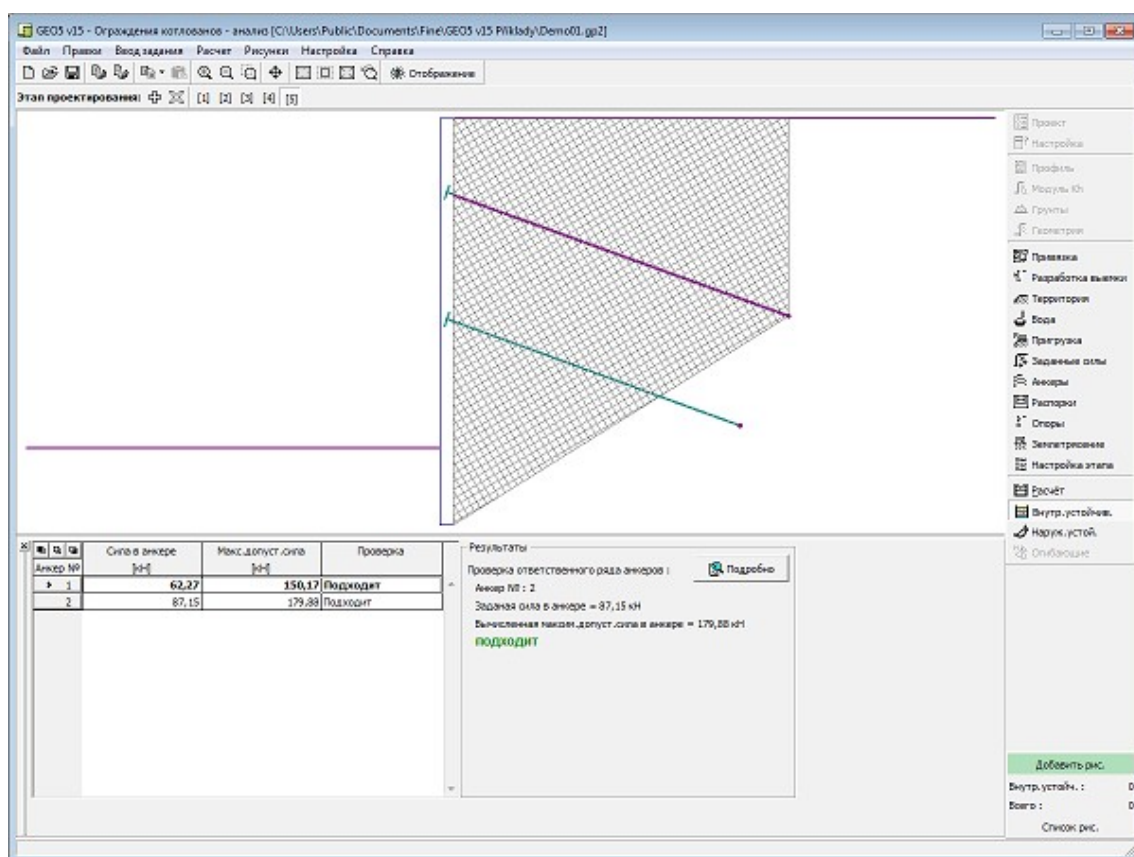 GEO5 v15 - Ограждения котлованов - анализ [C:\Users\Public\Documents\Fine\GEO5 v15 Příklady\Demo01.gp2]
Файл Правки Ввод задания Расчет Рисунки Настройка Справка
Отображение
Этап проектирования: [1] [2] [3] [4] [5]
Проект
Настройка
Профиль
Модуль Kh
Грунты
Геометрия
Привязка
Разработка выемки
Территория
Вода
Пригрузка
Заданные силы
Анкеры
Распорки
Опоры
Землетрясение
Настройка этапа
Расчёт
Внутр.устойчив.
Наруж.устой.
Огибающие
Сила в анкере Макс.допуст.сила Проверка
Анкер № [кН] [кН]
1 62,27 150,17 Подходит
2 87,15 179,88 Подходит
Результаты
Проверка ответственного ряда анкеров : Подробно
Анкер № : 2
Заданая сила в анкере = 87,15 кН
Вычисленная максим.допуст.сила в анкере = 179,88 кН
ПОДХОДИТ
Добавить рис.
Внутр.устойч. : 0
Всего : 0
Список рис.